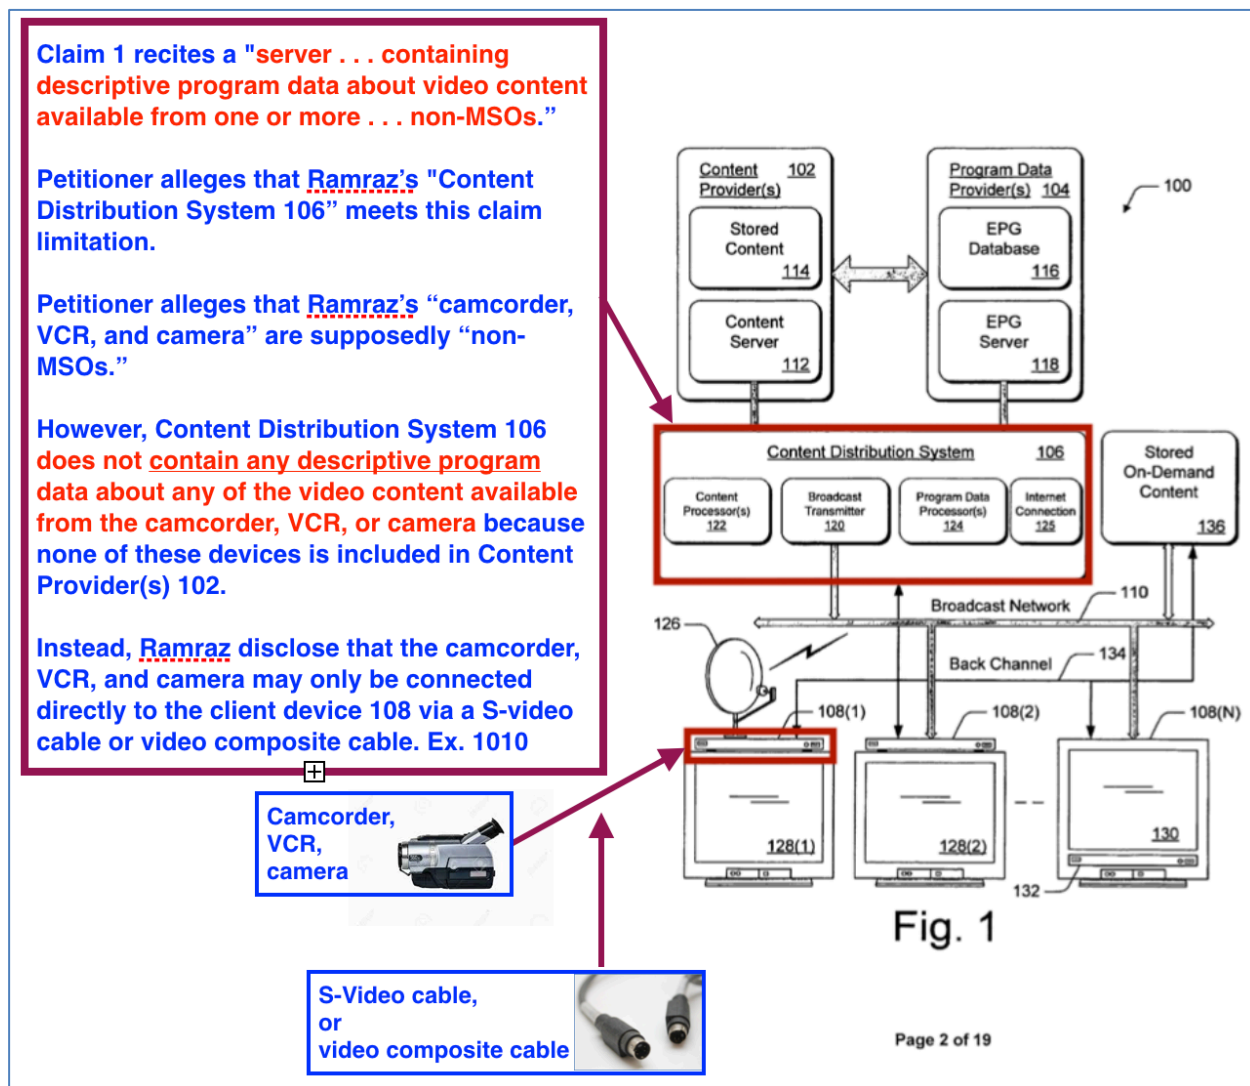 Claim 1 recites a "server . . . containing
descriptive program data about video content
available from one or more . . . non-MSOs.”
Petitioner alleges that Ramraz’s "Content
Distribution System 106” meets this claim
limitation.
Petitioner alleges that Ramraz’s “camcorder,
VCR, and camera” are supposedly “non-
MSOs.”
However, Content Distribution System 106
does not contain any descriptive program
data about any of the video content available
from the camcorder, VCR, or camera because
none of these devices is included in Content
Provider(s) 102.
Instead, Ramraz disclose that the camcorder,
VCR, and camera may only be connected
directly to the client device 108 via a S-video
cable or video composite cable. Ex. 1010
Content 102
Provider(s)
Stored
Content
114
Content
Server
112
Program Data
Provider(s) 104
EPG
Database
116
EPG
Server
118
100
Content Distribution System 106
Content
Processor(s)
122
Broadcast
Transmitter
120
Program Data
Processor(s)
124
Internet
Connection
125
Stored
On-Demand
Content
136
110
Broadcast Network
126
Back Channel
134
108(1)
108(2)
108(N)
128(1)
128(2)
130
132
Camcorder,
VCR,
camera
Fig. 1
S-Video cable,
or
video composite cable
Page 2 of 19